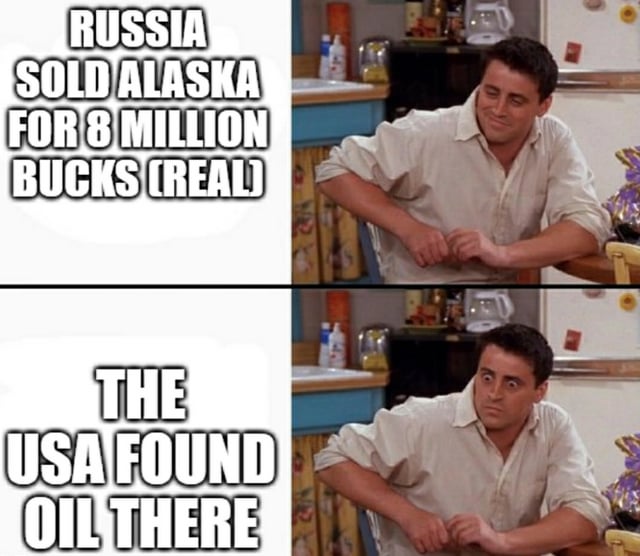 RUSSIA
SOLD ALASKA
FOR 8 MILLION
BUCKS (REAL)
THE
USA FOUND
OIL THERE